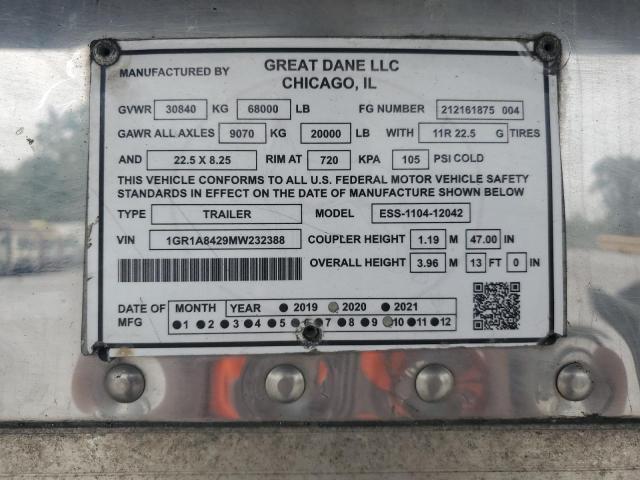 MANUFACTURED BY GREAT DANE LLC
CHICAGO, IL
GVWR 30840 KG 68000 LB FG NUMBER 212161875 004
GAWR ALL AXLES 9070 KG 20000 LB WITH 11R 22.5 G TIRES
AND 22.5 X 8.25 RIM AT 720 KPA 105 PSI COLD
THIS VEHICLE CONFORMS TO ALL U.S. FEDERAL MOTOR VEHICLE SAFETY
STANDARDS IN EFFECT ON THE DATE OF MANUFACTURE SHOWN BELOW
TYPE TRAILER MODEL ESS-1104-12042
VIN 1GR1A8429MW232388 COUPLER HEIGHT 1.19 M 47.00 IN
OVERALL HEIGHT 3.96 M 13 FT 0 IN
DATE OF MFG MONTH YEAR 2019 2020 2021
1 2 3 4 5 6 7 8 9 10 11 12